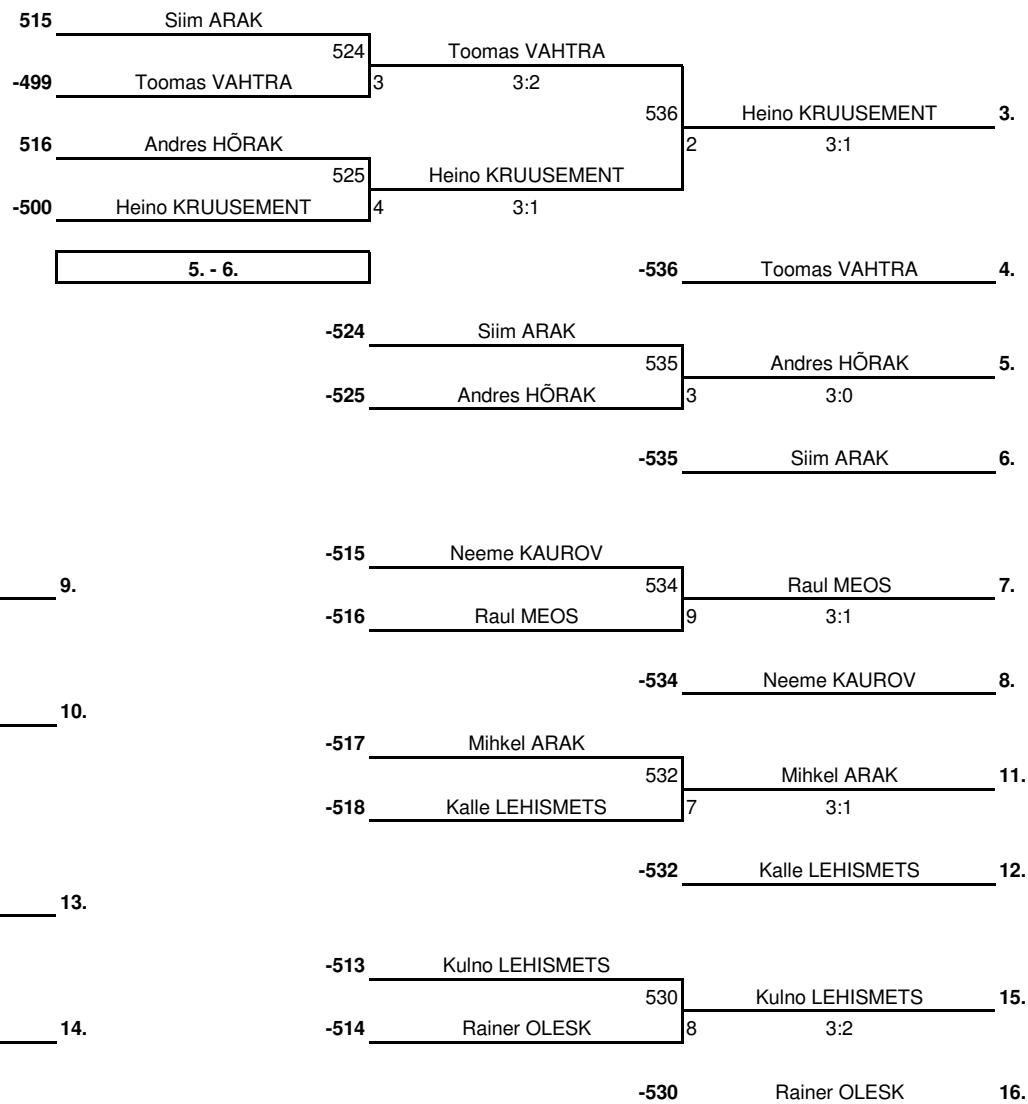 515 Siim ARAK
524 Toomas VAHTRA
-499 Toomas VAHTRA 3 3:2
536 Heino KRUUSEMENT 3.
516 Andres HÕRAK 2 3:1
525 Heino KRUUSEMENT
-500 Heino KRUUSEMENT 4 3:1
5. - 6. -536 Toomas VAHTRA 4.
-524 Siim ARAK
535 Andres HÕRAK 5.
-525 Andres HÕRAK 3 3:0
-535 Siim ARAK 6.
-515 Neeme KAUROV
9. 534 Raul MEOS 7.
-516 Raul MEOS 9 3:1
-534 Neeme KAUROV 8.
10.
-517 Mihkel ARAK
532 Mihkel ARAK 11.
-518 Kalle LEHISMETS 7 3:1
-532 Kalle LEHISMETS 12.
13.
-513 Kulno LEHISMETS
530 Kulno LEHISMETS 15.
14. -514 Rainer OLESK 8 3:2
-530 Rainer OLESK 16.